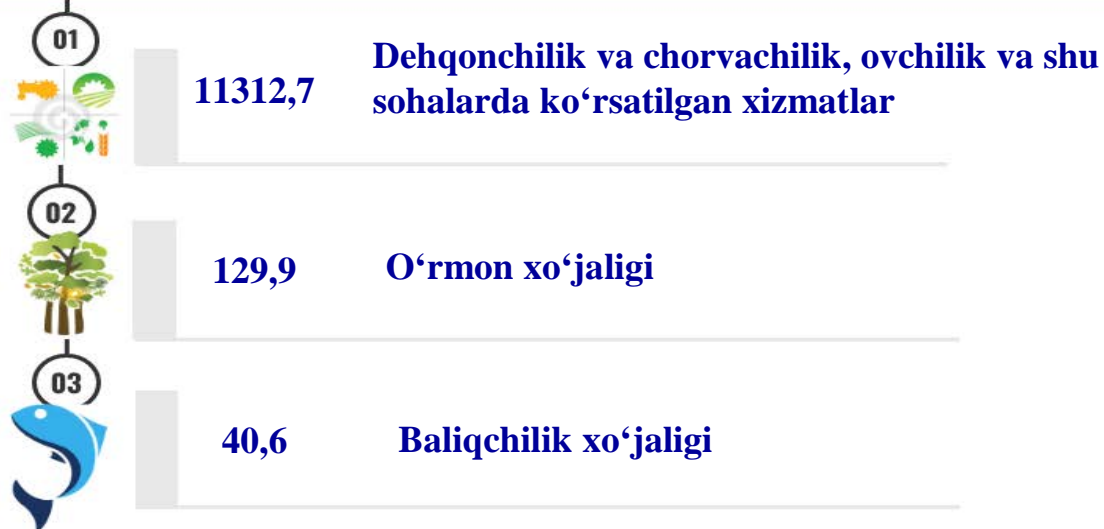 01
11312,7
Dehqonchilik va chorvachilik, ovchilik va shu
sohalarda ko‘rsatilgan xizmatlar
02
129,9
O‘rmon xo‘jaligi
03
40,6
Baliqchilik xo‘jaligi